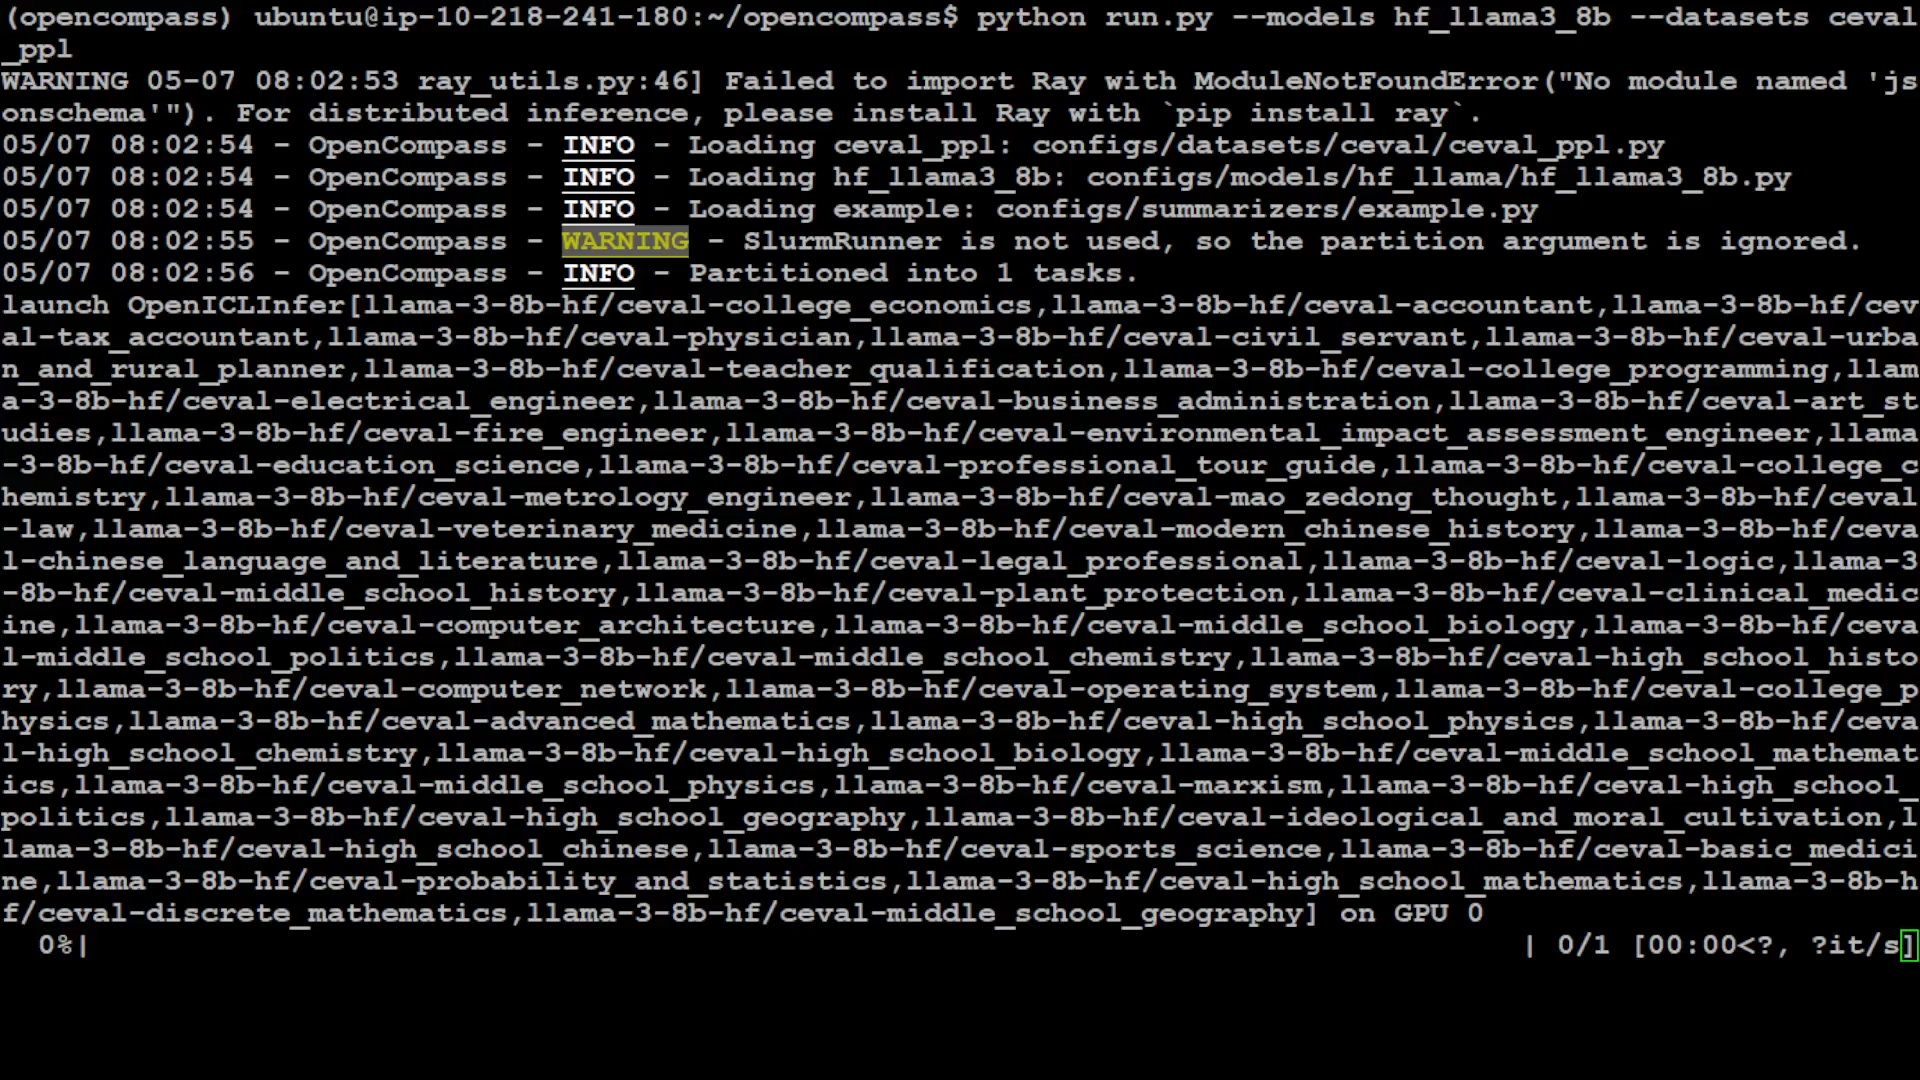 (opencompass) ubuntu@ip-10-218-241-180:~/opencompass$ python run.py --models hf_llama3_8b --datasets ceval
_ppl
WARNING 05-07 08:02:53 ray_utils.py:46] Failed to import Ray with ModuleNotFoundError("No module named 'js
onschema'"). For distributed inference, please install Ray with `pip install ray`.
05/07 08:02:54 - OpenCompass - INFO - Loading ceval_ppl: configs/datasets/ceval/ceval_ppl.py
05/07 08:02:54 - OpenCompass - INFO - Loading hf_llama3_8b: configs/models/hf_llama/hf_llama3_8b.py
05/07 08:02:54 - OpenCompass - INFO - Loading example: configs/summarizers/example.py
05/07 08:02:55 - OpenCompass - WARNING - SlurmRunner is not used, so the partition argument is ignored.
05/07 08:02:56 - OpenCompass - INFO - Partitioned into 1 tasks.
launch OpenICLInfer[llama-3-8b-hf/ceval-college_economics,llama-3-8b-hf/ceval-accountant,llama-3-8b-hf/cev
al-tax_accountant,llama-3-8b-hf/ceval-physician,llama-3-8b-hf/ceval-civil_servant,llama-3-8b-hf/ceval-urba
n_and_rural_planner,llama-3-8b-hf/ceval-teacher_qualification,llama-3-8b-hf/ceval-college_programming,llam
a-3-8b-hf/ceval-electrical_engineer,llama-3-8b-hf/ceval-business_administration,llama-3-8b-hf/ceval-art_st
udies,llama-3-8b-hf/ceval-fire_engineer,llama-3-8b-hf/ceval-environmental_impact_assessment_engineer,llama
-3-8b-hf/ceval-education_science,llama-3-8b-hf/ceval-professional_tour_guide,llama-3-8b-hf/ceval-college_c
hemistry,llama-3-8b-hf/ceval-metrology_engineer,llama-3-8b-hf/ceval-mao_zedong_thought,llama-3-8b-hf/ceval
-law,llama-3-8b-hf/ceval-veterinary_medicine,llama-3-8b-hf/ceval-modern_chinese_history,llama-3-8b-hf/ceva
l-chinese_language_and_literature,llama-3-8b-hf/ceval-legal_professional,llama-3-8b-hf/ceval-logic,llama-3
-8b-hf/ceval-middle_school_history,llama-3-8b-hf/ceval-plant_protection,llama-3-8b-hf/ceval-clinical_medic
ine,llama-3-8b-hf/ceval-computer_architecture,llama-3-8b-hf/ceval-middle_school_biology,llama-3-8b-hf/ceva
l-middle_school_politics,llama-3-8b-hf/ceval-middle_school_chemistry,llama-3-8b-hf/ceval-high_school_histo
ry,llama-3-8b-hf/ceval-computer_network,llama-3-8b-hf/ceval-operating_system,llama-3-8b-hf/ceval-college_p
hysics,llama-3-8b-hf/ceval-advanced_mathematics,llama-3-8b-hf/ceval-high_school_physics,llama-3-8b-hf/ceva
l-high_school_chemistry,llama-3-8b-hf/ceval-high_school_biology,llama-3-8b-hf/ceval-middle_school_mathemat
ics,llama-3-8b-hf/ceval-middle_school_physics,llama-3-8b-hf/ceval-marxism,llama-3-8b-hf/ceval-high_school_
politics,llama-3-8b-hf/ceval-high_school_geography,llama-3-8b-hf/ceval-ideological_and_moral_cultivation,l
lama-3-8b-hf/ceval-high_school_chinese,llama-3-8b-hf/ceval-sports_science,llama-3-8b-hf/ceval-basic_medici
ne,llama-3-8b-hf/ceval-probability_and_statistics,llama-3-8b-hf/ceval-high_school_mathematics,llama-3-8b-h
f/ceval-discrete_mathematics,llama-3-8b-hf/ceval-middle_school_geography] on GPU 0
0%| | 0/1 [00:00<?, ?it/s]